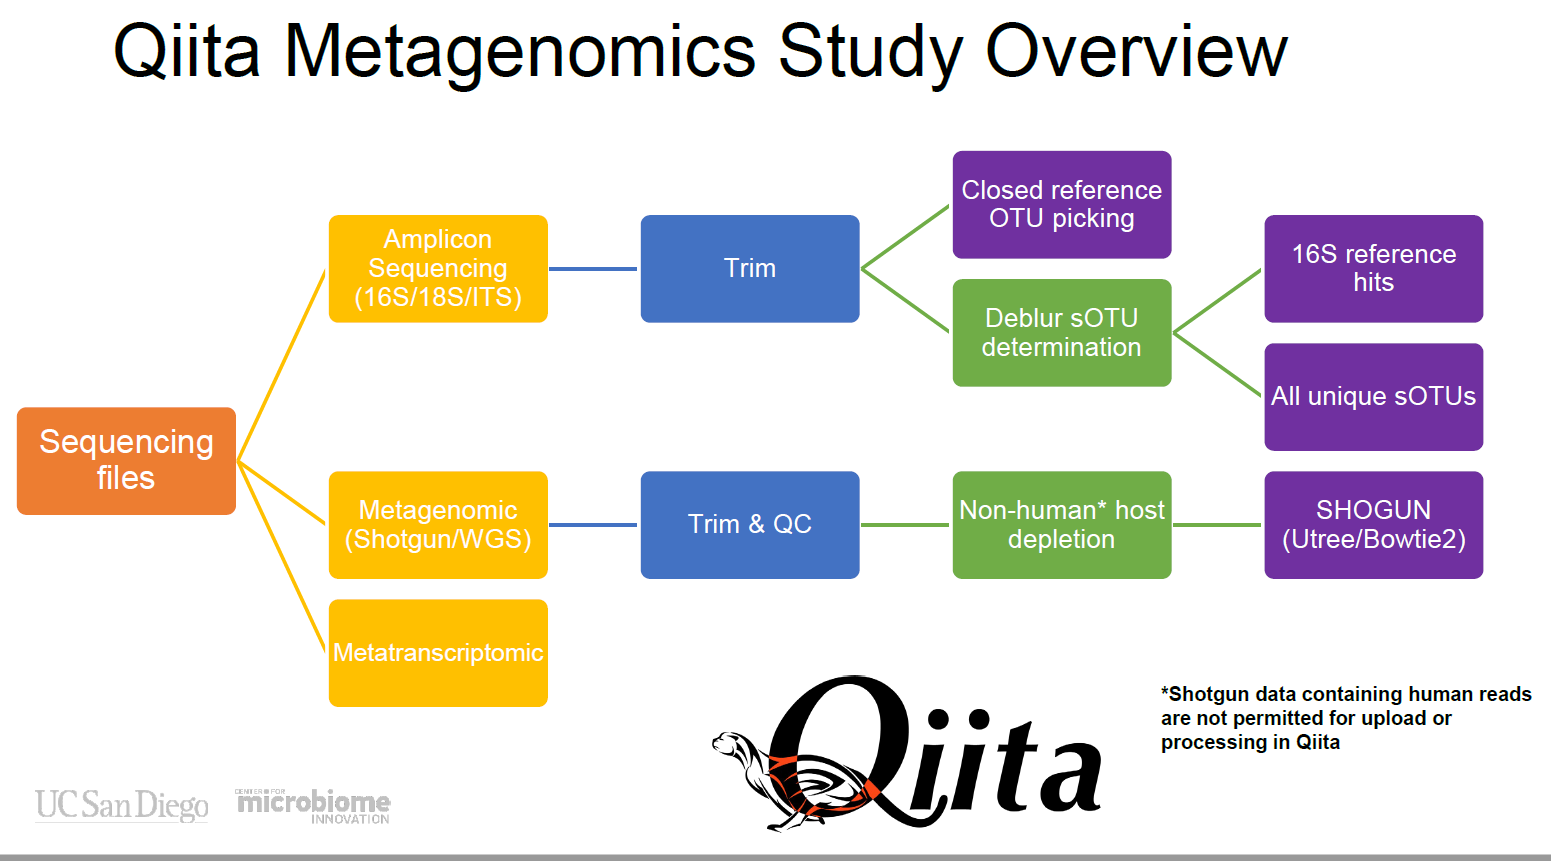 Qiita Metagenomics Study Overview
Closed reference
OTU picking
Amplicon
Sequencing
(16S/18S/ITS)
Trim
16S reference
hits
Deblur sOTU
determination
All unique sOTUs
Sequencing
files
Metagenomic
(Shotgun/WGS)
Trim & QC
Non-human* host
depletion
SHOGUN
(Utree/Bowtie2)
Metatranscriptomic
Qiita
*Shotgun data containing human reads
are not permitted for upload or
processing in Qiita
UC San Diego
CENTER FOR
microbiome
INNOVATION